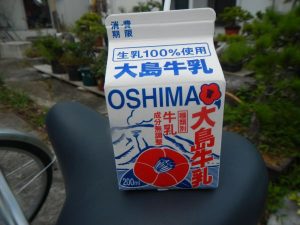 消費
期限
生乳100%使用
大島牛乳
OSHIMA
大島牛乳
種類別
牛乳
成分無調整
200ml